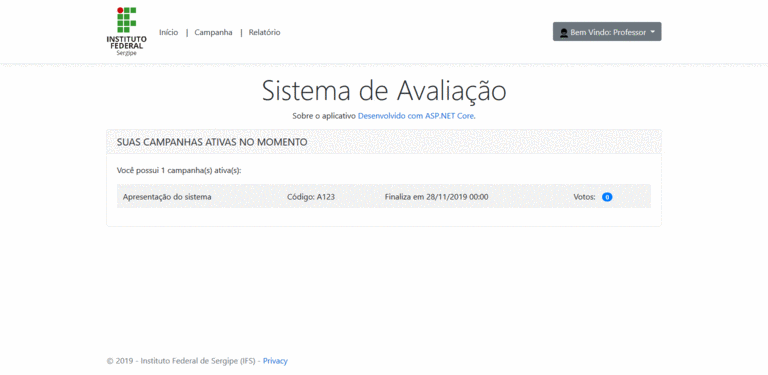 INSTITUTO
FEDERAL
Sergipe
Início | Campanha | Relatório
Bem Vindo: Professor
Sistema de Avaliação
Sobre o aplicativo Desenvolvido com ASP.NET Core.
SUAS CAMPANHAS ATIVAS NO MOMENTO
Você possui 1 campanha(s) ativa(s):
Apresentação do sistema Código: A123 Finaliza em 28/11/2019 00:00 Votos: 0
© 2019 - Instituto Federal de Sergipe (IFS) - Privacy